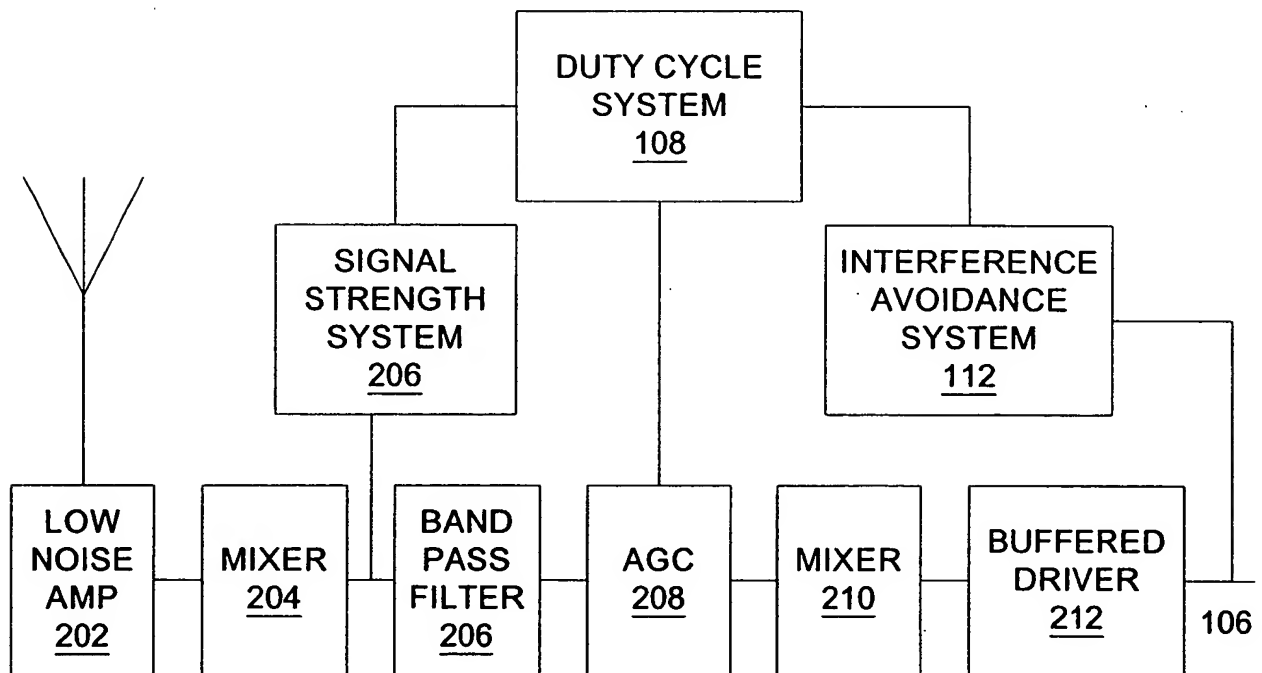 DUTY CYCLE
SYSTEM
108
SIGNAL
STRENGTH
SYSTEM
206
INTERFERENCE
AVOIDANCE
SYSTEM
112
LOW
NOISE
AMP
202
MIXER
204
BAND
PASS
FILTER
206
AGC
208
MIXER
210
BUFFERED
DRIVER
212
106